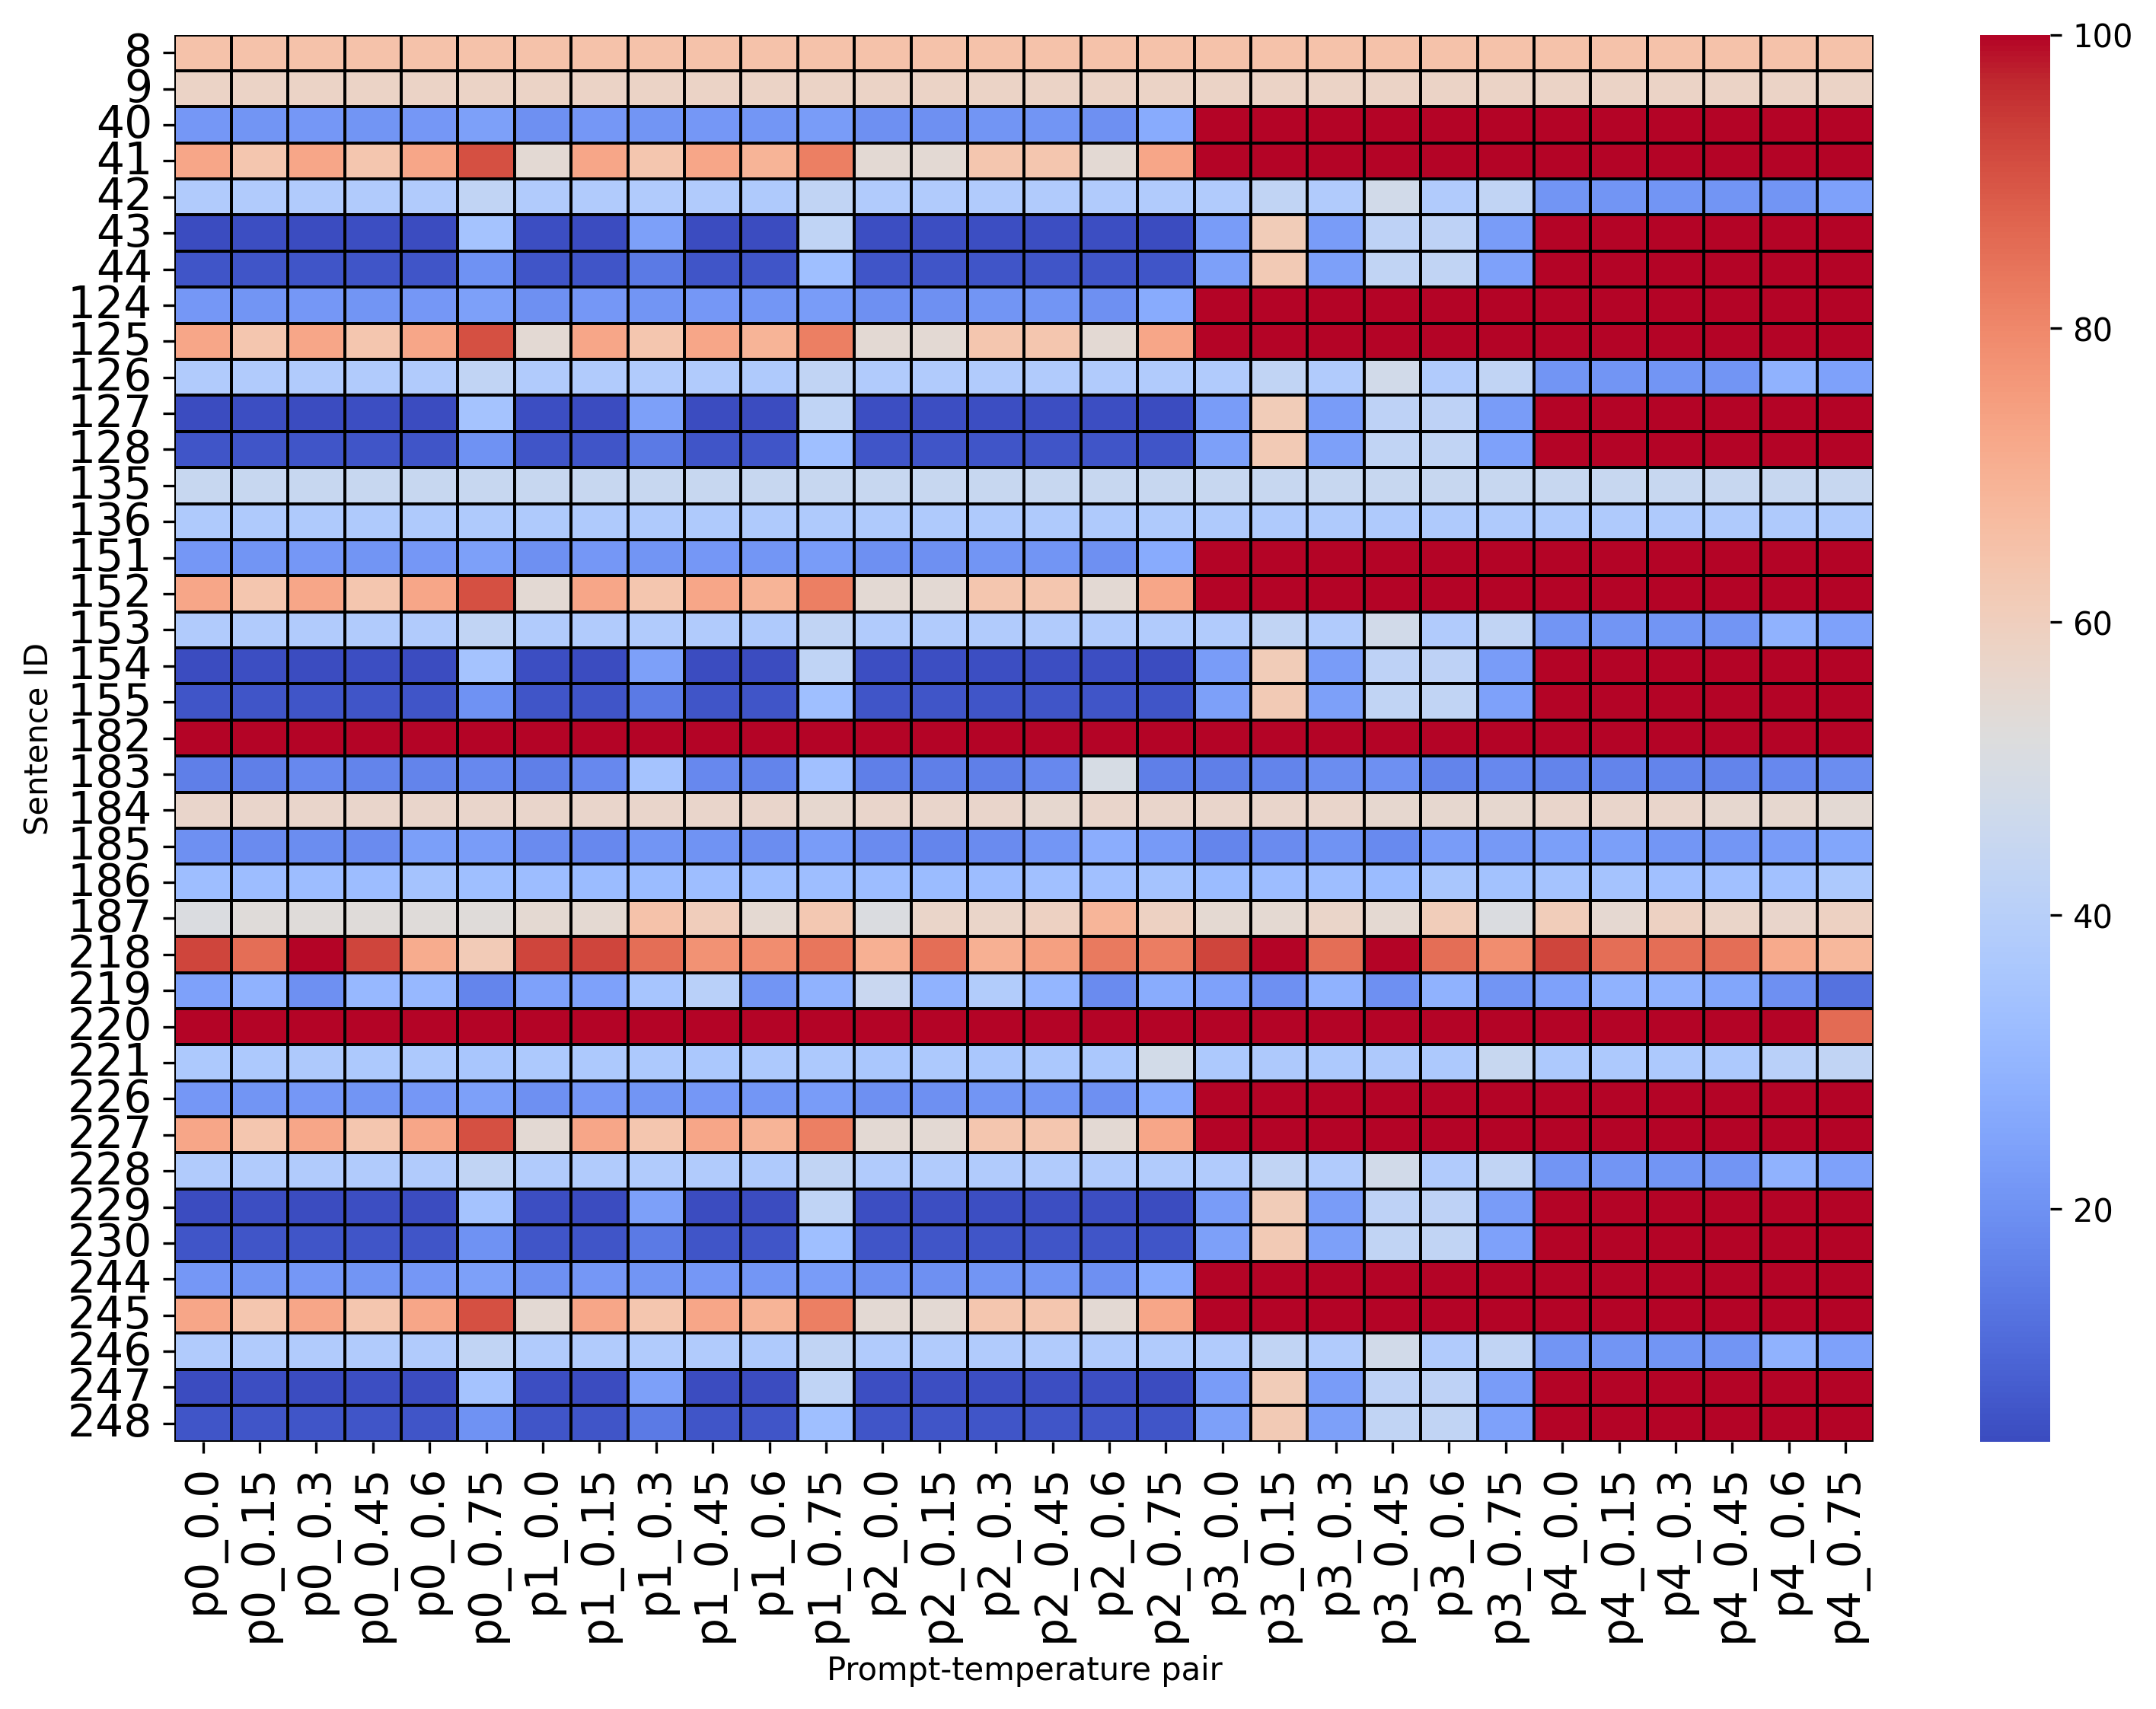 Sentence ID
8
9
40
41
42
43
44
124
125
126
127
128
135
136
151
152
153
154
155
182
183
184
185
186
187
218
219
220
221
226
227
228
229
230
244
245
246
247
248
p0_0.0
p0_0.15
p0_0.3
p0_0.45
p0_0.6
p0_0.75
p1_0.0
p1_0.15
p1_0.3
p1_0.45
p1_0.6
p1_0.75
p2_0.0
p2_0.15
p2_0.3
p2_0.45
p2_0.6
p2_0.75
p3_0.0
p3_0.15
p3_0.3
p3_0.45
p3_0.6
p3_0.75
p4_0.0
p4_0.15
p4_0.3
p4_0.45
p4_0.6
p4_0.75
Prompt-temperature pair
100
80
60
40
20